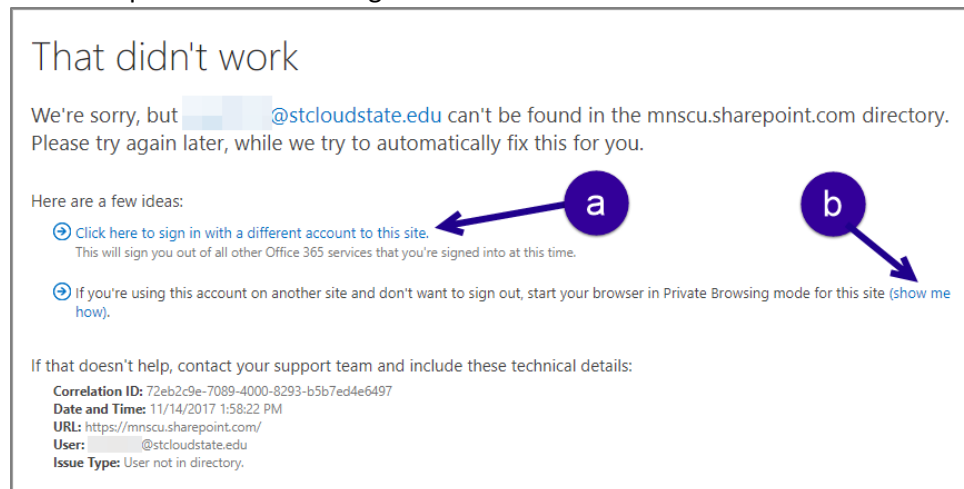 That didn't work
We're sorry, but @stcloudstate.edu can't be found in the mnscu.sharepoint.com directory.
Please try again later, while we try to automatically fix this for you.
Here are a few ideas:
a
b
Click here to sign in with a different account to this site.
This will sign you out of all other Office 365 services that you're signed into at this time.
If you're using this account on another site and don't want to sign out, start your browser in Private Browsing mode for this site (show me
how).
If that doesn't help, contact your support team and include these technical details:
Correlation ID: 72eb2c9e-7089-4000-8293-b5b7ed4e6497
Date and Time: 11/14/2017 1:58:22 PM
URL: https://mnscu.sharepoint.com/
User: @stcloudstate.edu
Issue Type: User not in directory.